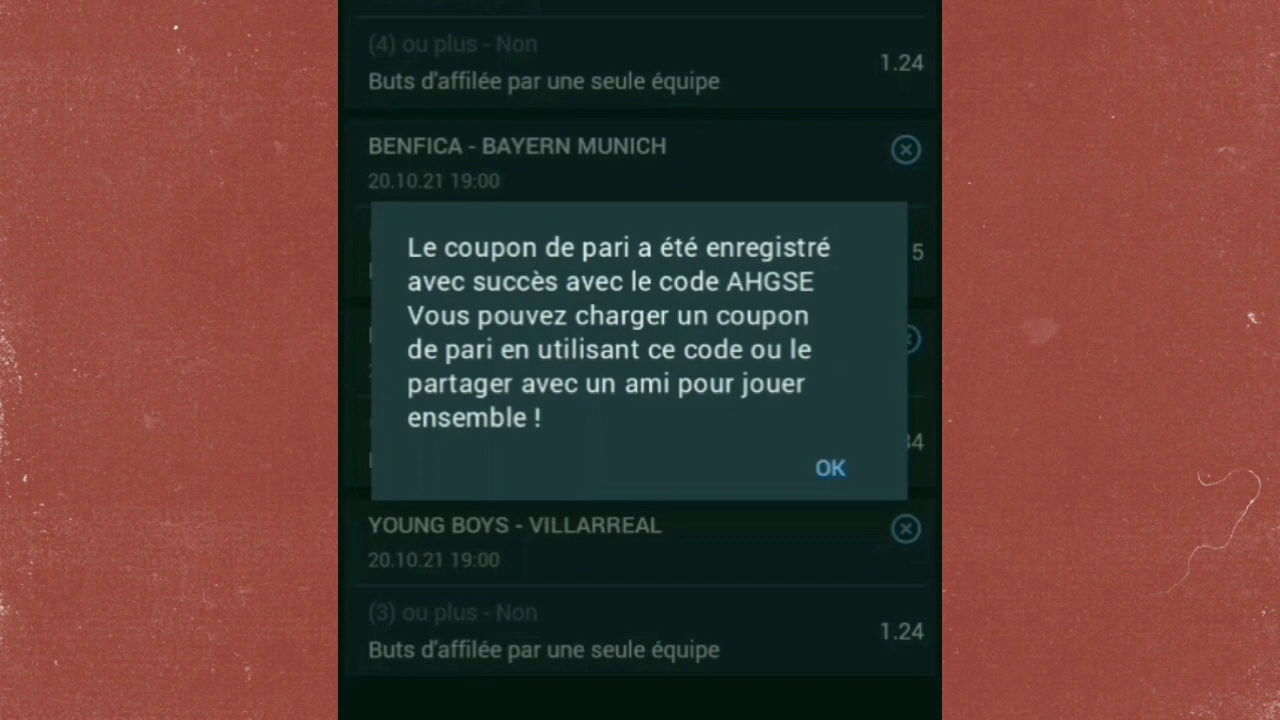 (4) ou plus - Non
1.24
Buts d'affilée par une seule équipe
BENFICA - BAYERN MUNICH
20.10.21 19:00
Le coupon de pari a été enregistré
avec succès avec le code AHGSE
Vous pouvez charger un coupon
de pari en utilisant ce code ou le
partager avec un ami pour jouer
ensemble !
OK
5
34
YOUNG BOYS - VILLARREAL
20.10.21 19:00
(3) ou plus - Non
1.24
Buts d'affilée par une seule équipe